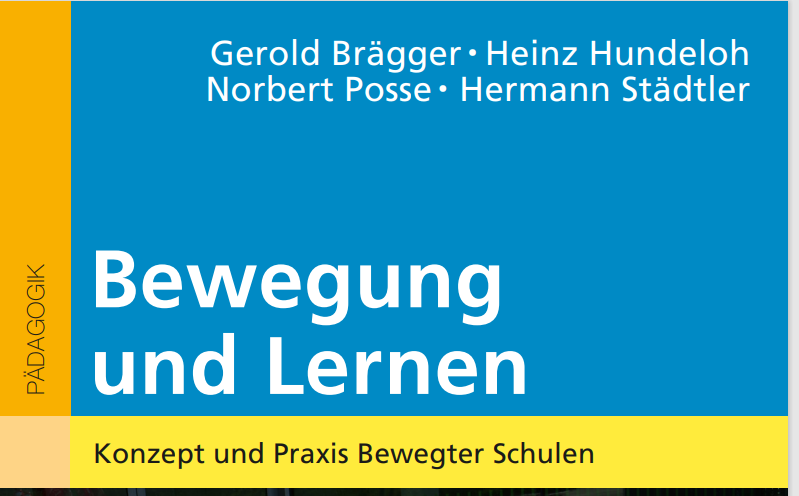 Gerold Brägger • Heinz Hundeloh
Norbert Posse • Hermann Städtler
Bewegung
und Lernen
PÄDAGOGIK
Konzept und Praxis Bewegter Schulen